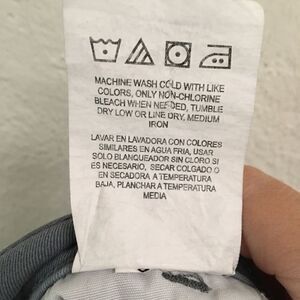 MACHINE WASH COLD WITH LIKE
COLORS, ONLY NON-CHLORINE
BLEACH WHEN NEEDED, TUMBLE
DRY LOW OR LINE DRY, MEDIUM
IRON
LAVAR EN LAVADORA CON COLORES
SIMILARES EN AGUA FRIA, USAR
SOLO BLANQUEADOR SIN CLORO SI
ES NECESARIO, SECAR COLGADO O
EN SECADORA A TEMPERATURA
BAJA, PLANCHAR A TEMPERATURA
MEDIA